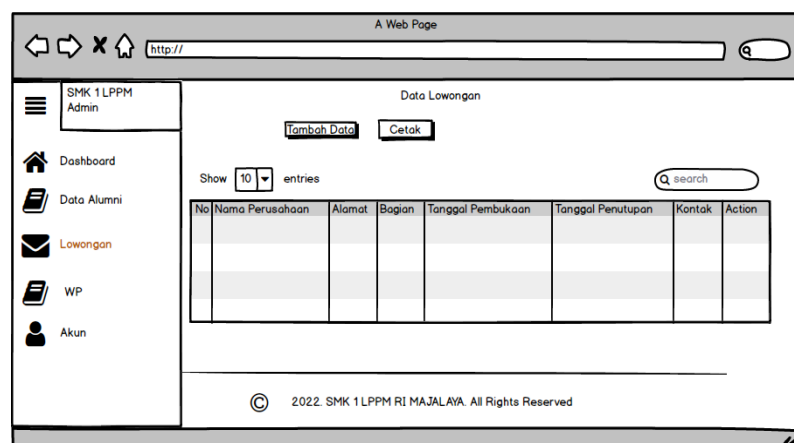 A Web Page
http://
SMK 1 LPPM
Admin
Data Lowongan
Tambah Data
Cetak
Dashboard
Data Alumni
Lowongan
WP
Akun
Show 10 entries
search
No Nama Perusahaan Alamat Bagian Tanggal Pembukaan Tanggal Penutupan Kontak Action
© 2022. SMK 1 LPPM RI MAJALAYA. All Rights Reserved